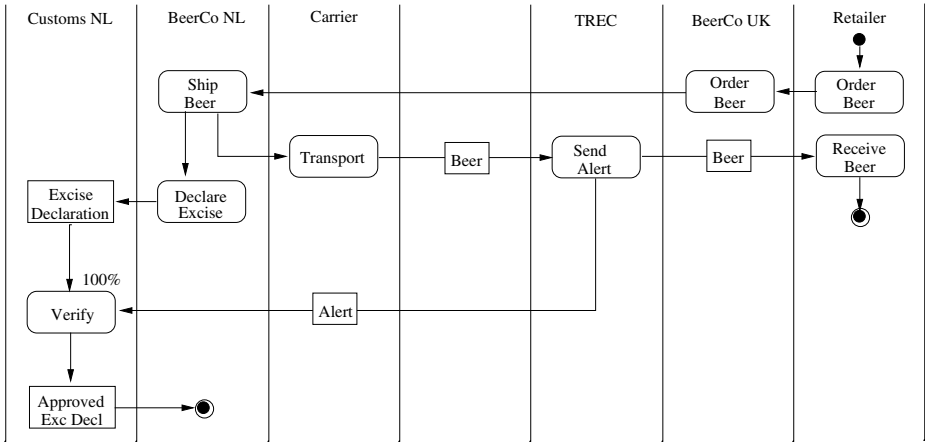 Customs NL
BeerCo NL
Carrier
TREC
BeerCo UK
Retailer
Ship
Beer
Order
Beer
Order
Beer
Transport
Beer
Send
Alert
Beer
Receive
Beer
Excise
Declaration
Declare
Excise
100%
Verify
Alert
Approved
Exc Decl